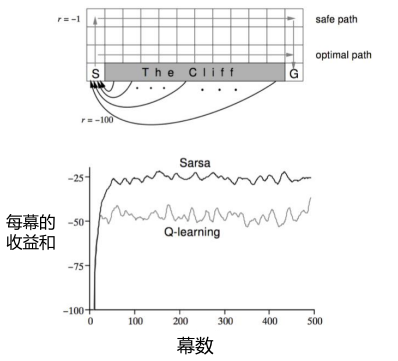 r = −1
safe path
optimal path
S
The Cliff
G
r = −100
Sarsa
−25
每幕的
收益和
−50
Q-learning
−75
−100
0
100
200
300
400
500
幕数